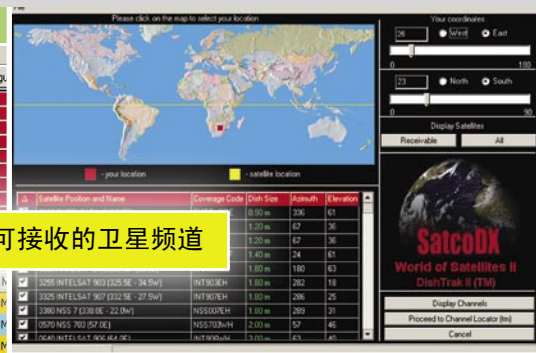 Please click on the map to select your location
- your location
- satellite location
Your coordinates
26 West East
0 180
23 North South
0 90
Display Satellites
Receivable All
Satellite Position and Name Coverage Code Dish Size Azimuth Elevation
0.90 m 336 61
1.20 m 67 36
1.20 m 67 36
1.40 m 24 61
1.80 m 180 63
3255 INTELSAT 903 (325.5E - 34.5W) INT903EH 1.80 m 282 18
3325 INTELSAT 907 (332.5E - 27.5W) INT907EH 1.80 m 286 25
3380 NSS 7 (338.0E - 22.0W) NSS007EH 1.80 m 289 31
0570 NSS 703 (57.0E) NSS703WH 2.00 m 57 46
可接收的卫星频道
SatcoDX
World of Satellites II
DishTrak II (TM)
Display Channels
Proceed to Channel Locator (tm)
Cancel